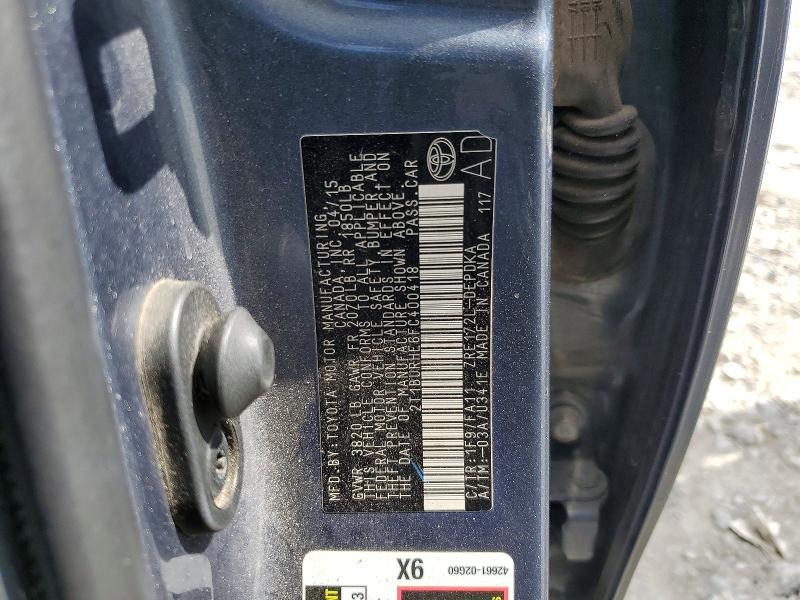 MFD.BY:TOYOTA MOTOR MANUFACTURING
CANADA, INC. 04/15
GVWR 3820 LB GAWR FR 2070LB RR 1850LB
THIS VEHICLE CONFORMS TO ALL APPLICABLE
FEDERAL MOTOR VEHICLE SAFETY BUMPER, AND
THEFT PREVENTION STANDARDS IN EFFECT ON
THE DATE OF MANUFACTURE SHOWN ABOVE.
2T1BURHE6FC400418 PASS. CAR
C/TR:1F9/FA11 ZRE172L-DEPDKA
A/TM:-03A/U341E MADE IN CANADA 117
AD
9X
42661-02G60